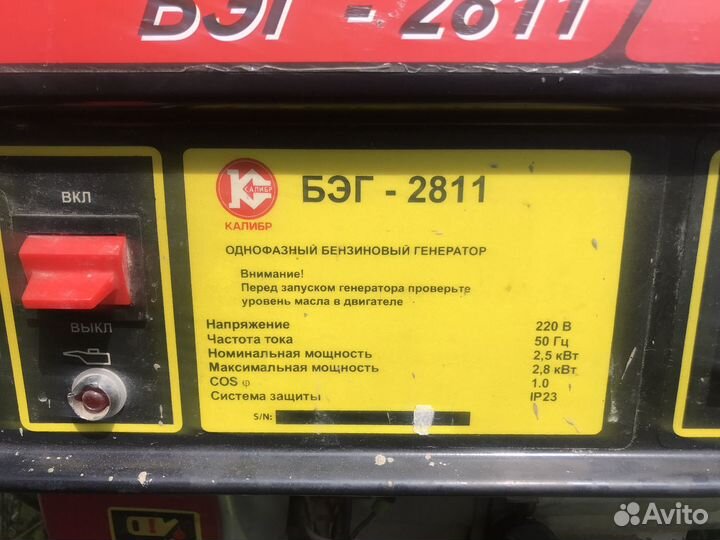 БЭГ - 2811
ВКЛ
ВЫКЛ
КАЛИБР
КАЛИБР
БЭГ - 2811
ОДНОФАЗНЫЙ БЕНЗИНОВЫЙ ГЕНЕРАТОР
Внимание!
Перед запуском генератора проверьте
уровень масла в двигателе
Напряжение 220 В
Частота тока 50 Гц
Номинальная мощность 2,5 кВт
Максимальная мощность 2,8 кВт
COS φ 1.0
Система защиты IP23
S/N:
Avito